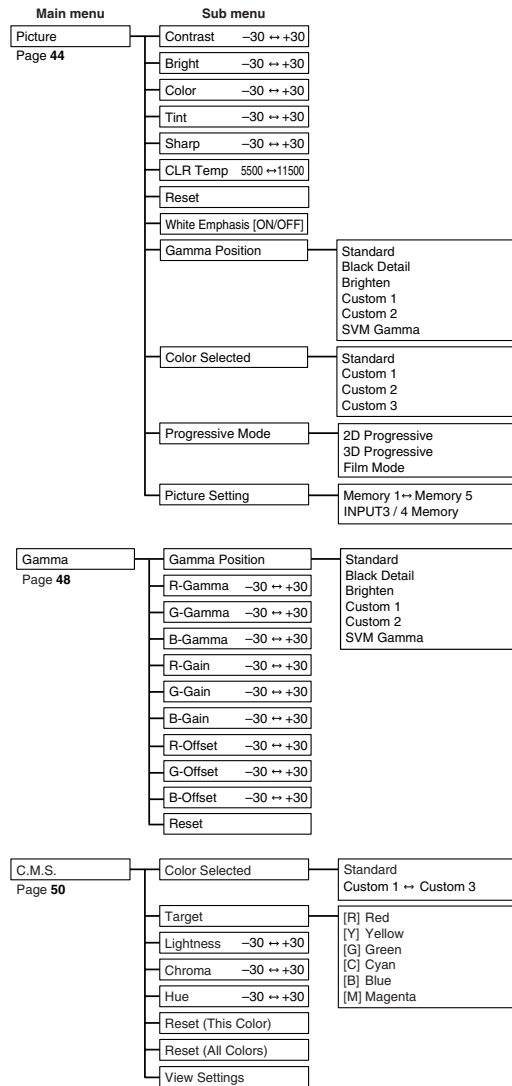 Main menu Sub menu
Picture
Page 44
Contrast −30 ↔ +30
Bright −30 ↔ +30
Color −30 ↔ +30
Tint −30 ↔ +30
Sharp −30 ↔ +30
CLR Temp 5500 ↔11500
Reset
White Emphasis [ON/OFF]
Gamma Position
Standard
Black Detail
Brighten
Custom 1
Custom 2
SVM Gamma
Color Selected
Standard
Custom 1
Custom 2
Custom 3
Progressive Mode
2D Progressive
3D Progressive
Film Mode
Picture Setting
Memory 1↔ Memory 5
INPUT3 / 4 Memory
Gamma
Page 48
Gamma Position
Standard
Black Detail
Brighten
Custom 1
Custom 2
SVM Gamma
R-Gamma −30 ↔ +30
G-Gamma −30 ↔ +30
B-Gamma −30 ↔ +30
R-Gain −30 ↔ +30
G-Gain −30 ↔ +30
B-Gain −30 ↔ +30
R-Offset −30 ↔ +30
G-Offset −30 ↔ +30
B-Offset −30 ↔ +30
Reset
C.M.S.
Page 50
Color Selected
Standard
Custom 1 ↔ Custom 3
Target
[R] Red
[Y] Yellow
[G] Green
[C] Cyan
[B] Blue
[M] Magenta
Lightness −30 ↔ +30
Chroma −30 ↔ +30
Hue −30 ↔ +30
Reset (This Color)
Reset (All Colors)
View Settings